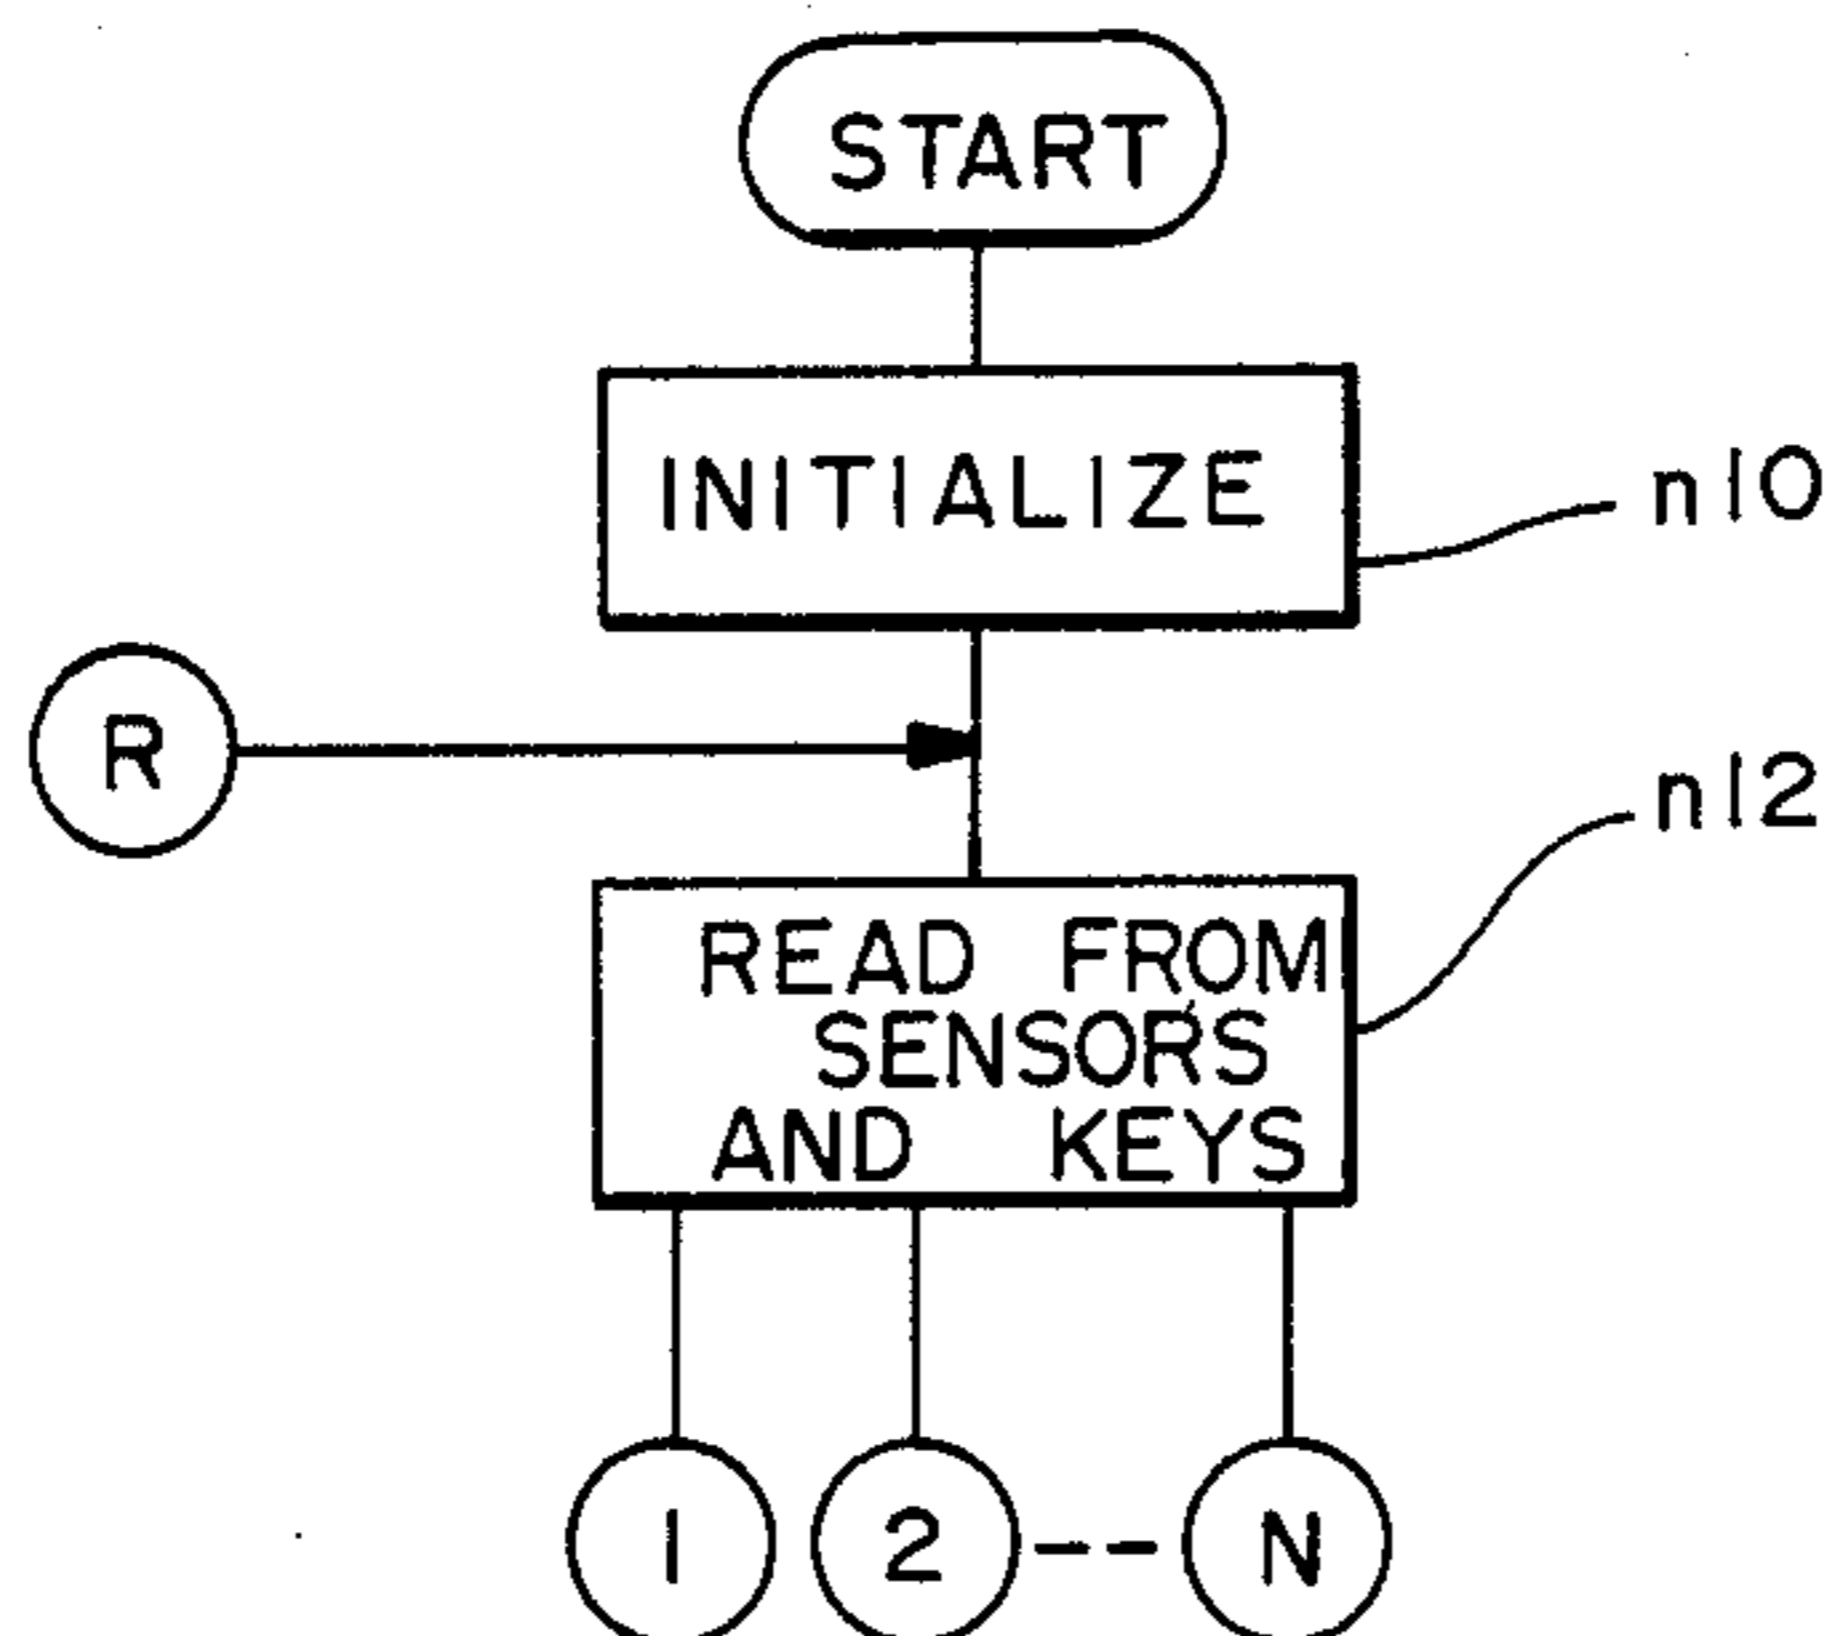 START
INITIALIZE
n10
R
n12
READ FROM
SENSORS
AND KEYS
1
2
N